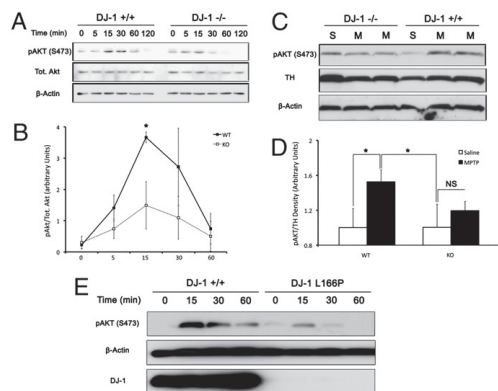 A
DJ-1 +/+ DJ-1 -/-
Time (min) 0 5 15 30 60 120 0 5 15 30 60 120
pAKT (S473)
Tot. Akt
β-Actin
B
pAkt/Tot. Akt (arbitrary Units)
4
3
2
1
0
*
WT
KO
0 5 15 30 60
C
DJ-1 -/- DJ-1 +/+
S M M S M M
pAKT (S473)
TH
β-Actin
D
pAKT/TH Density (Arbitrary Units)
2
1.6
1.2
0.8
Saline
MPTP
* *
NS
WT KO
E
DJ-1 +/+ DJ-1 L166P
Time (min) 0 15 30 60 0 15 30 60
pAKT (S473)
β-Actin
DJ-1